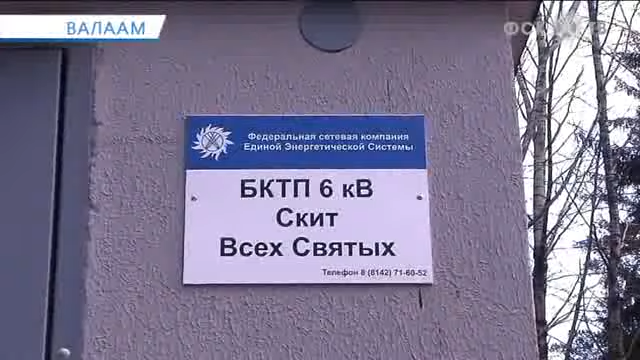 ВАЛААМ
Федеральная сетевая компания
Единой Энергетической Системы
БКТП 6 кВ
Скит
Всех Святых
Телефон 8 (8142) 71-60-52